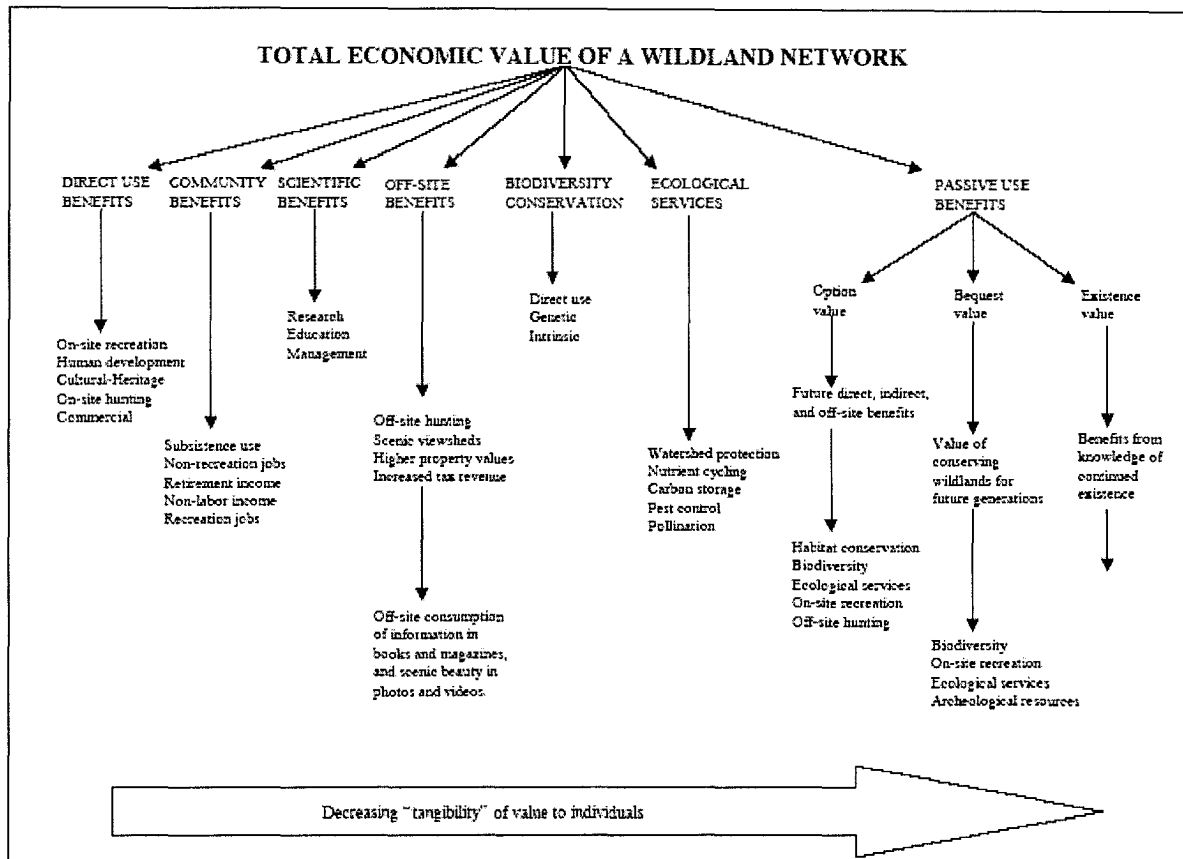 TOTAL ECONOMIC VALUE OF A WILDLAND NETWORK
DIRECT USE
BENEFITS
COMMUNITY
BENEFITS
SCIENTIFIC
BENEFITS
OFF-SITE
BENEFITS
BIODIVERSITY
CONSERVATION
ECOLOGICAL
SERVICES
PASSIVE USE
BENEFITS
On-site recreation
Human development
Cultural-Heritage
On-site hunting
Commercial
Subsistence use
Non-recreation jobs
Retirement income
Non-labor income
Recreation jobs
Research
Education
Management
Off-site hunting
Scenic viewsheds
Higher property values
Increased tax revenue
Off-site consumption
of information in
books and magazines,
and scenic beauty in
photos and videos.
Direct use
Genetic
Intrinsic
Watershed protection
Nutrient cycling
Carbon storage
Pest control
Pollination
Option
value
Future direct, indirect,
and off-site benefits
Habitat conservation
Biodiversity
Ecological services
On-site recreation
Off-site hunting
Bequest
value
Value of
conserving
wildlands for
future generations
Biodiversity
On-site recreation
Ecological services
Archeological resources
Existence
value
Benefits from
knowledge of
continued
existence
Decreasing "tangibility" of value to individuals